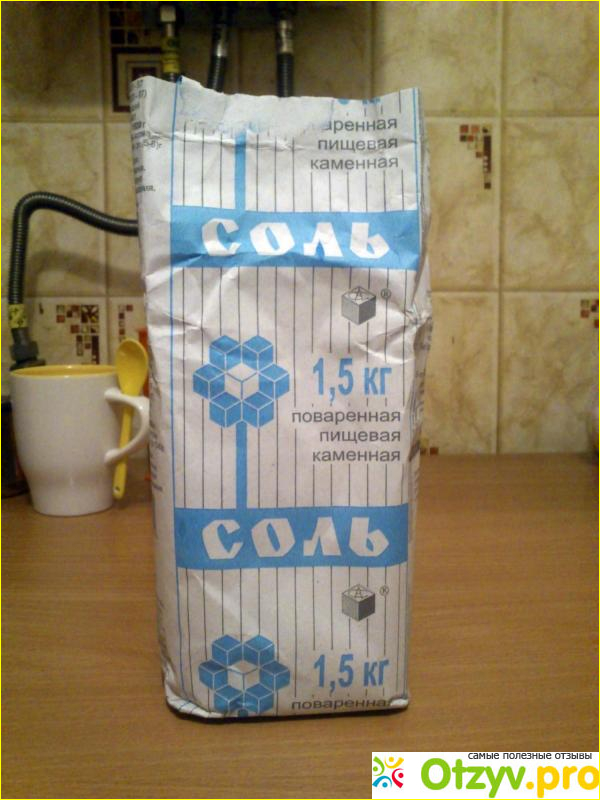 кг
поваренная
пищевая
каменная
СОЛЬ
®
1,5 кг
поваренная
пищевая
каменная
СОЛЬ
®
1,5 кг
поваренная
самые полезные отзывы
Otzyv.pro